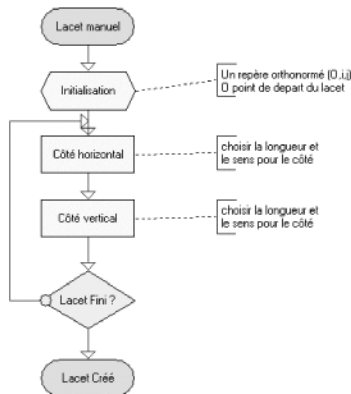 Lacet manuel
Initialisation
Un repère orthonormé (O,i,j)
O point de depart du lacet
Côté horizontal
choisir la longueur et
le sens pour le côté
Côté vertical
choisir la longueur et
le sens pour le côté
Lacet Fini ?
Lacet Créé